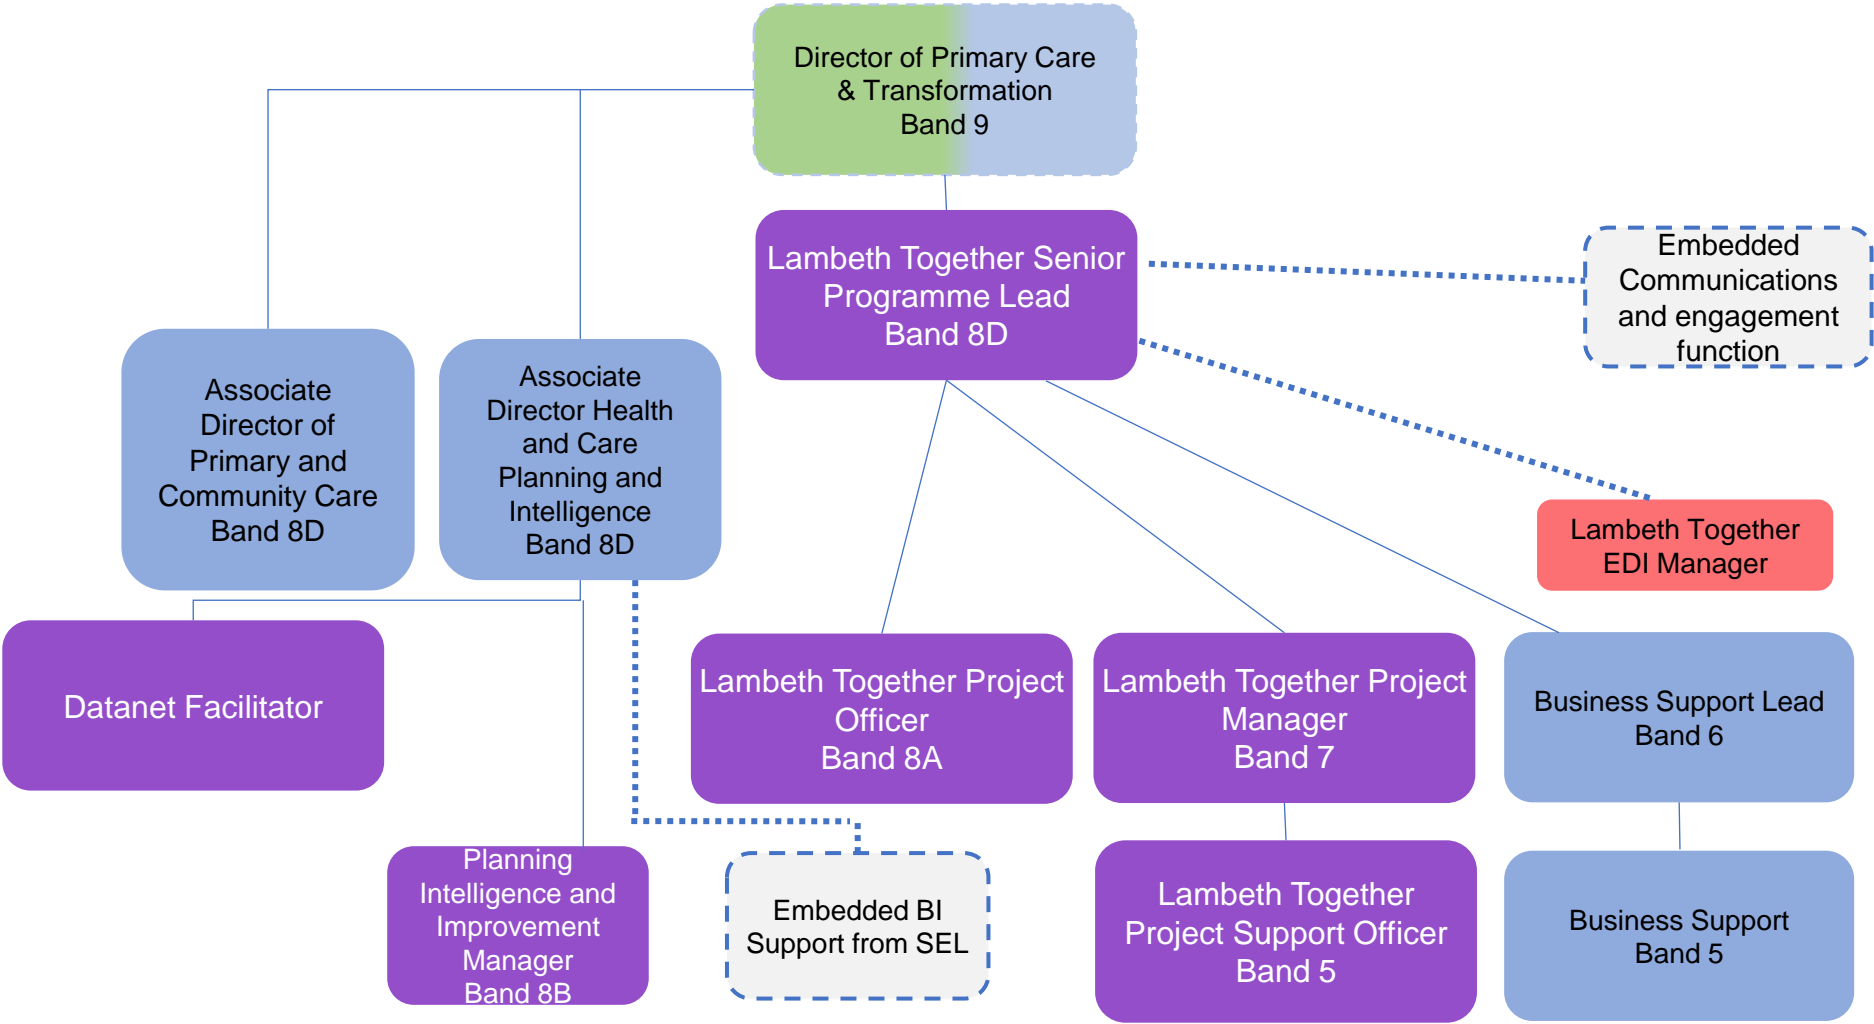 Director of Primary Care
& Transformation
Band 9
Lambeth Together Senior
Programme Lead
Band 8D
Embedded
Communications
and engagement
function
Associate
Director of
Primary and
Community Care
Band 8D
Associate
Director Health
and Care
Planning and
Intelligence
Band 8D
Lambeth Together
EDI Manager
Datanet Facilitator
Lambeth Together Project
Officer
Band 8A
Lambeth Together Project
Manager
Band 7
Business Support Lead
Band 6
Planning
Intelligence and
Improvement
Manager
Band 8B
Embedded BI
Support from SEL
Lambeth Together
Project Support Officer
Band 5
Business Support
Band 5